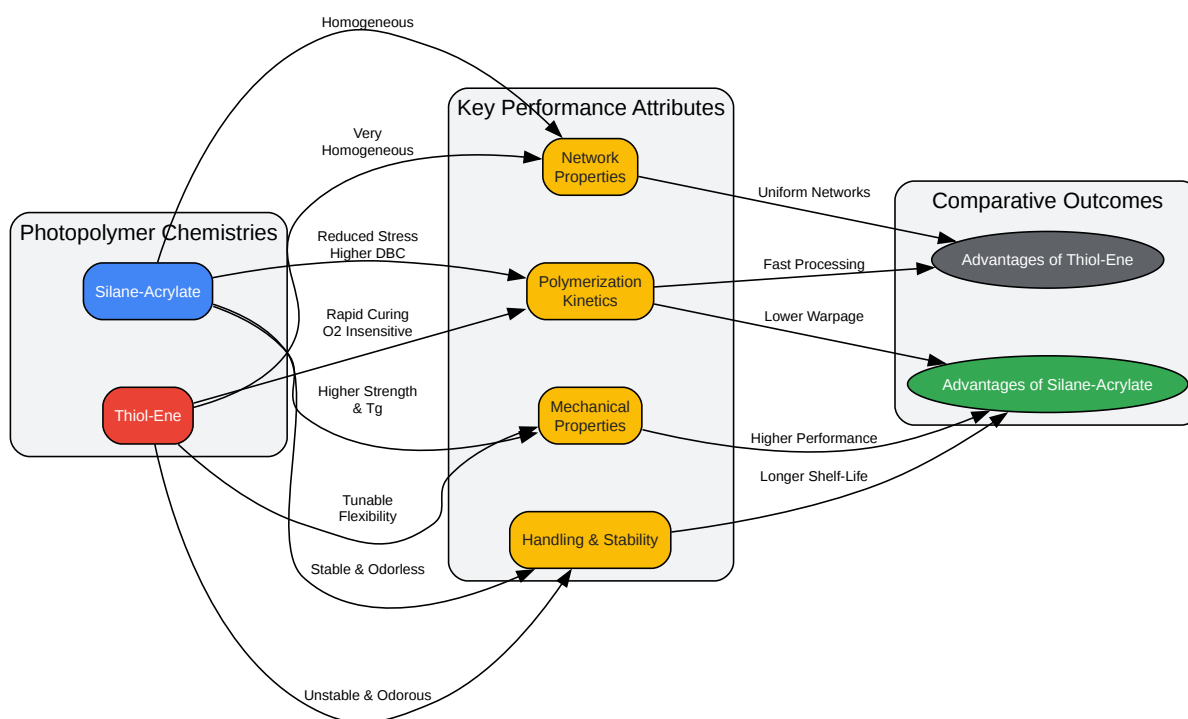 Homogeneous
Key Performance Attributes
Very
Homogeneous
Network
Properties
Uniform Networks
Comparative Outcomes
Photopolymer Chemistries
Reduced Stress
Higher DBC
Silane-Acrylate
Polymerization
Kinetics
Fast Processing
Advantages of Thiol-Ene
Rapid Curing
O2 Insensitive
Lower Warpage
Advantages of Silane-Acrylate
Thiol-Ene
Higher Strength
& Tg
Mechanical
Properties
Higher Performance
Longer Shelf-Life
Tunable
Flexibility
Handling & Stability
Stable & Odorless
Unstable & Odorous